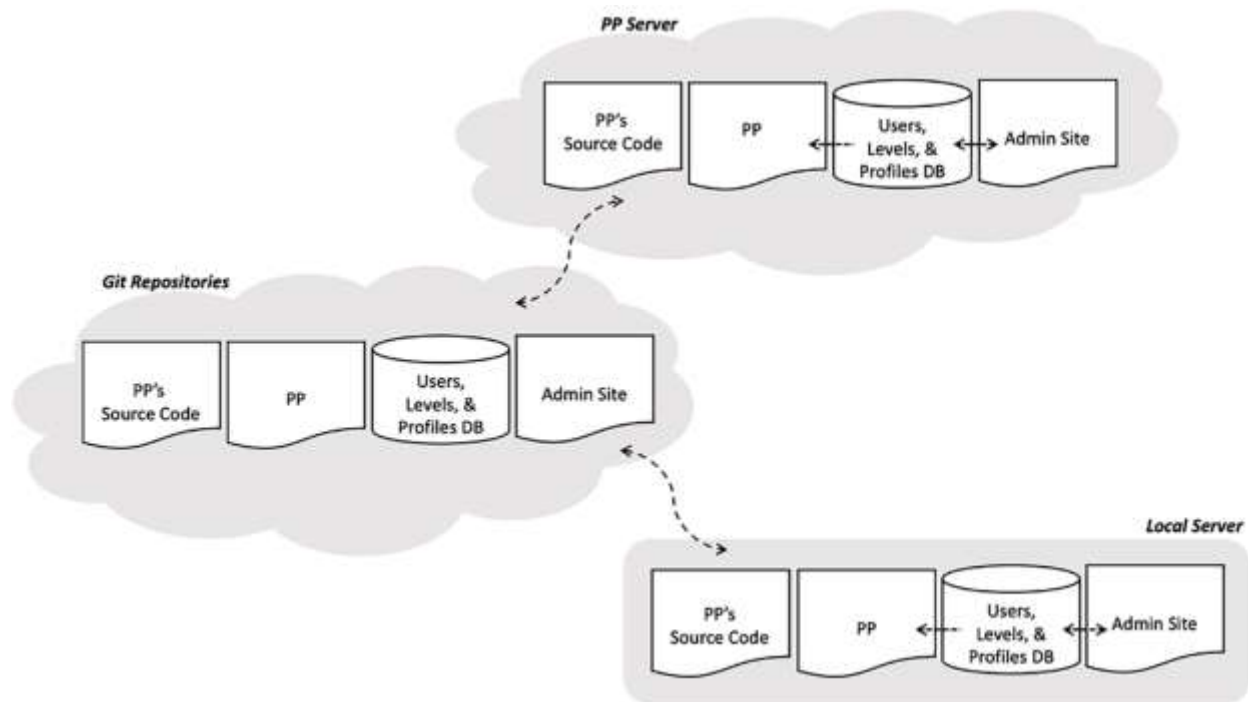 PP Server
PP's
Source Code
PP
Users,
Levels, &
Profiles DB
Admin Site
Git Repositories
PP's
Source Code
PP
Users,
Levels, &
Profiles DB
Admin Site
Local Server
PP's
Source Code
PP
Users,
Levels, &
Profiles DB
Admin Site